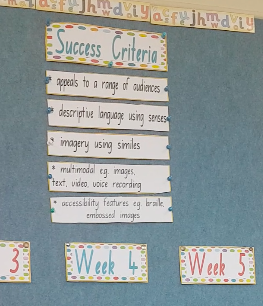 Success Criteria
* appeals to a range of audiences
* descriptive language using senses
* imagery using similes
* multimodal e.g. images,
text, video, voice recording
* accessibility features eg. braille,
embossed images
3
Week 4
Week 5